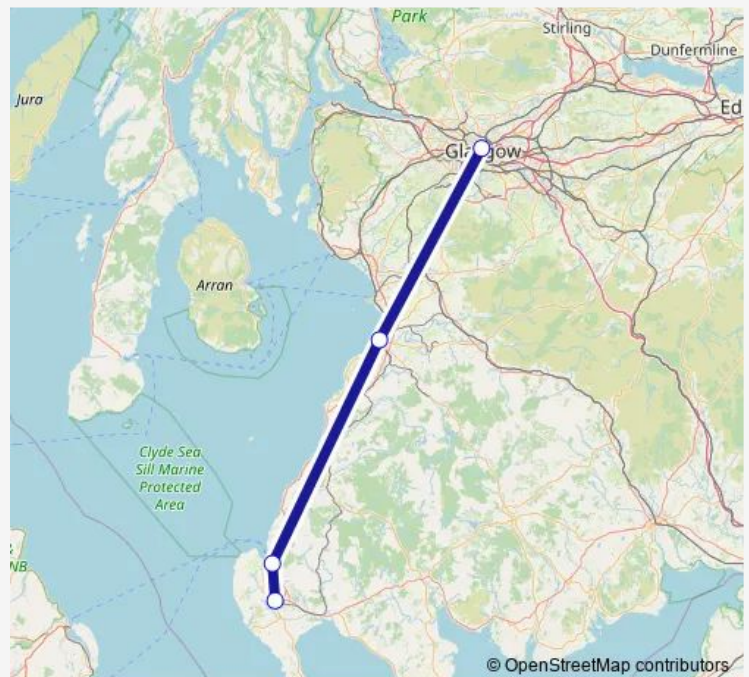 Park
Stirling
Dunfermline
Jura
Ed
Glasgow
Arran
Clyde Sea
Sill Marine
Protected
Area
&
NB
© OpenStreetMap contributors